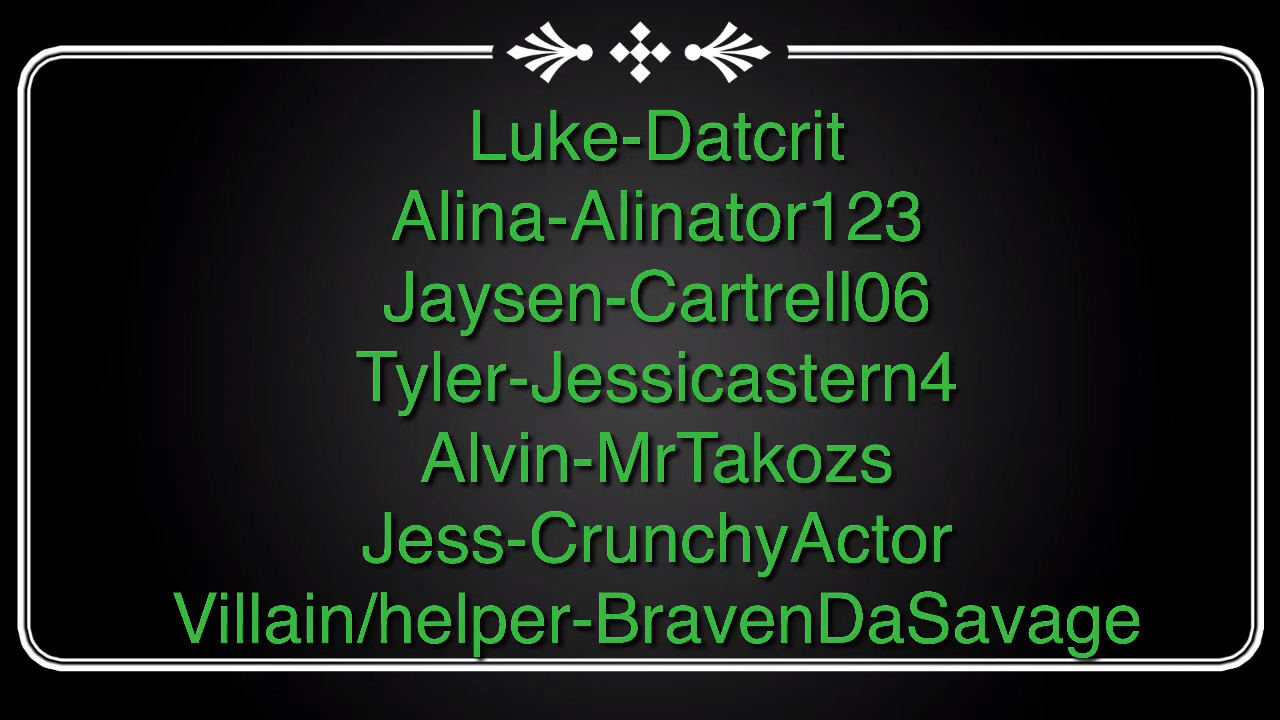 Luke-Datcrit
Alina-Alinator123
Jaysen-Cartrell06
Tyler-Jessicastern4
Alvin-MrTakozs
Jess-CrunchyActor
Villain/helper-BravenDaSavage